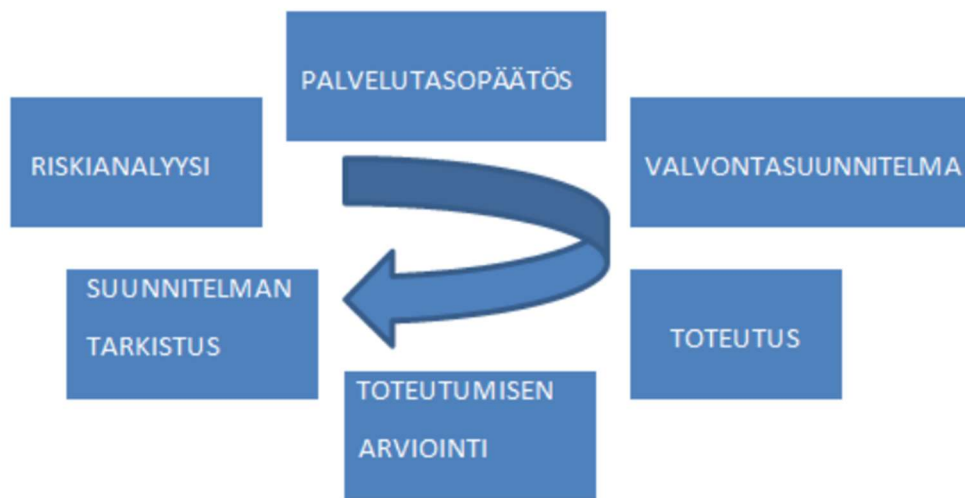 PALVELUTASOPÄÄTÖS
RISKIANALYYSI
VALVONTASUUNNITELMA
SUUNNITELMAN
TARKISTUS
TOTEUTUS
TOTEUTUMISEN
ARVIOINTI